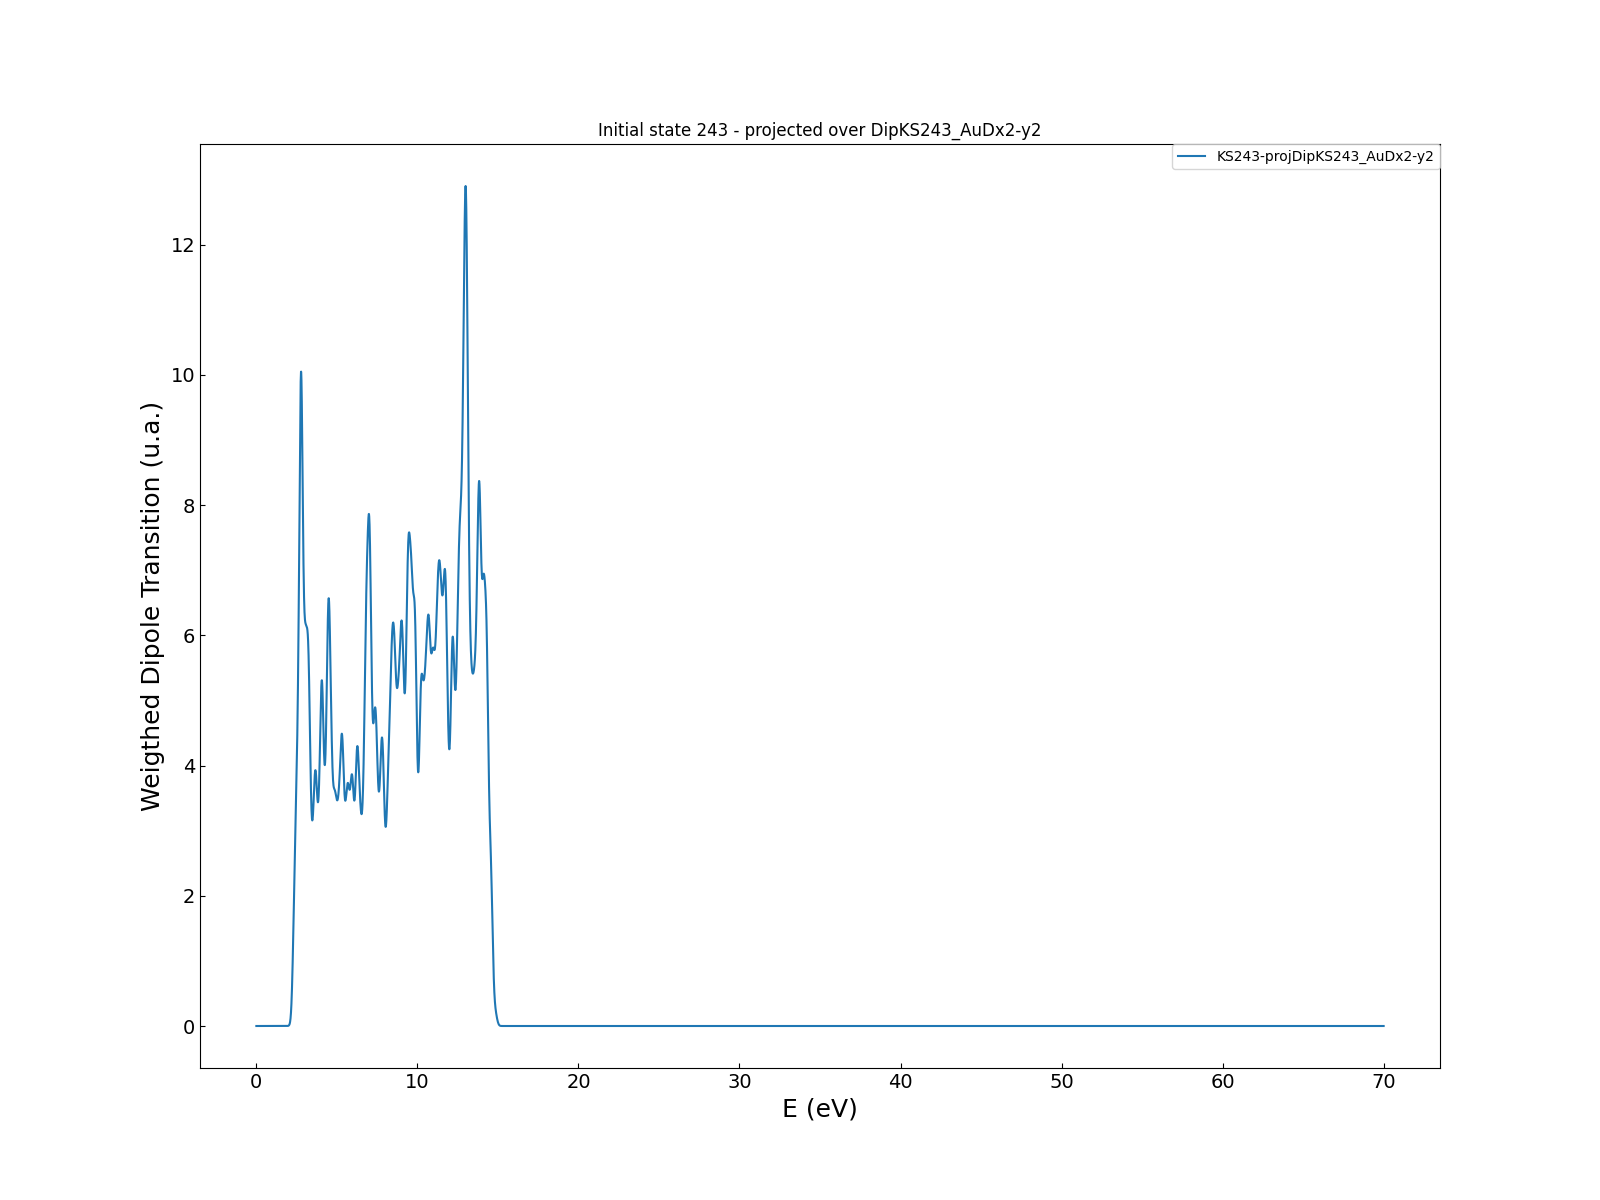 Initial state 243 - projected over DipKS243_AuDx2-y2
KS243-projDipKS243_AuDx2-y2
12
10
8
6
4
2
0
Weigthed Dipole Transition (u.a.)
0 10 20 30 40 50 60 70
E (eV)